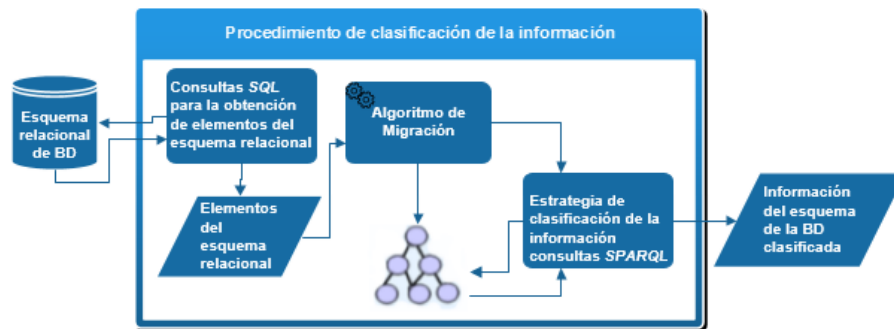 Procedimiento de clasificación de la información
Esquema
relacional
de BD
Consultas SQL
para la obtención
de elementos del
esquema relacional
Algoritmo de
Migración
Elementos
del
esquema
relacional
Estrategia de
clasificación de la
información
consultas SPARQL
Información
del esquema
de la BD
clasificada